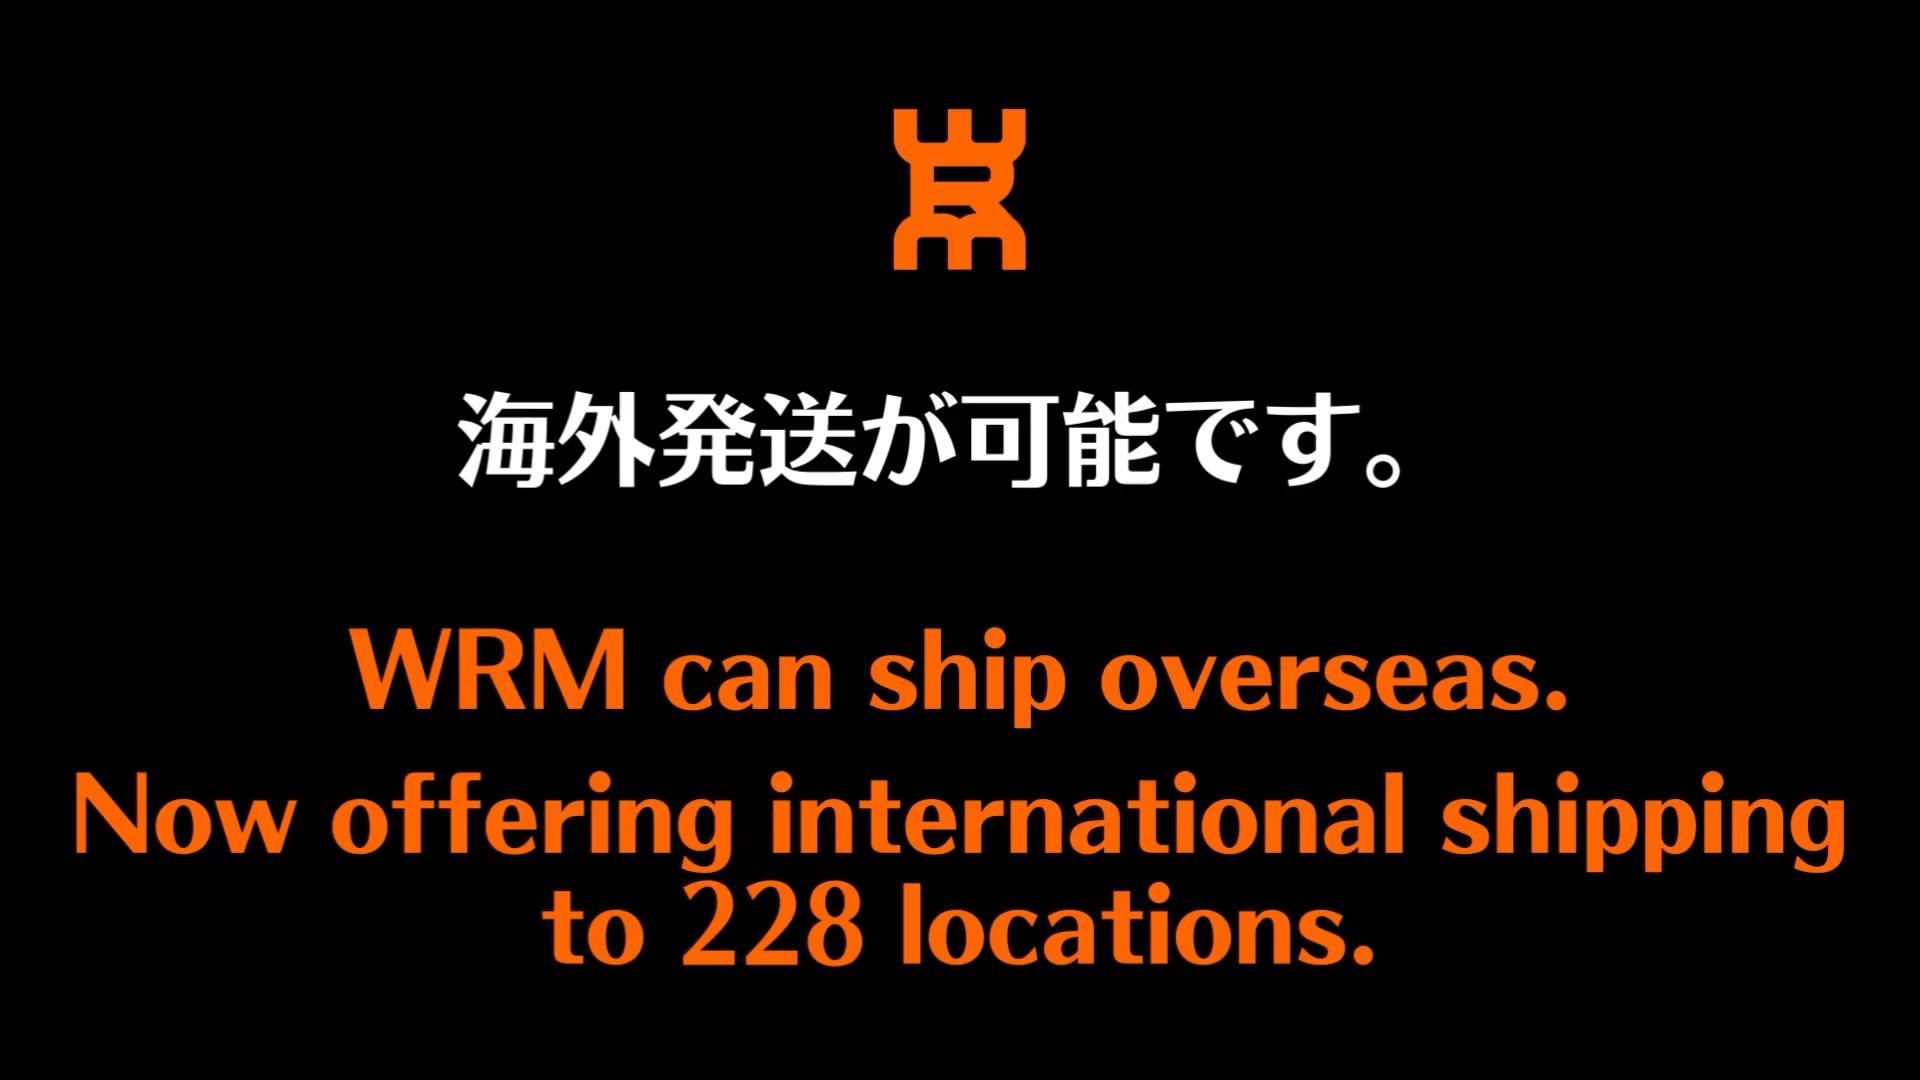 海外発送が可能です。
WRM can ship overseas.
Now offering international shipping
to 228 locations.